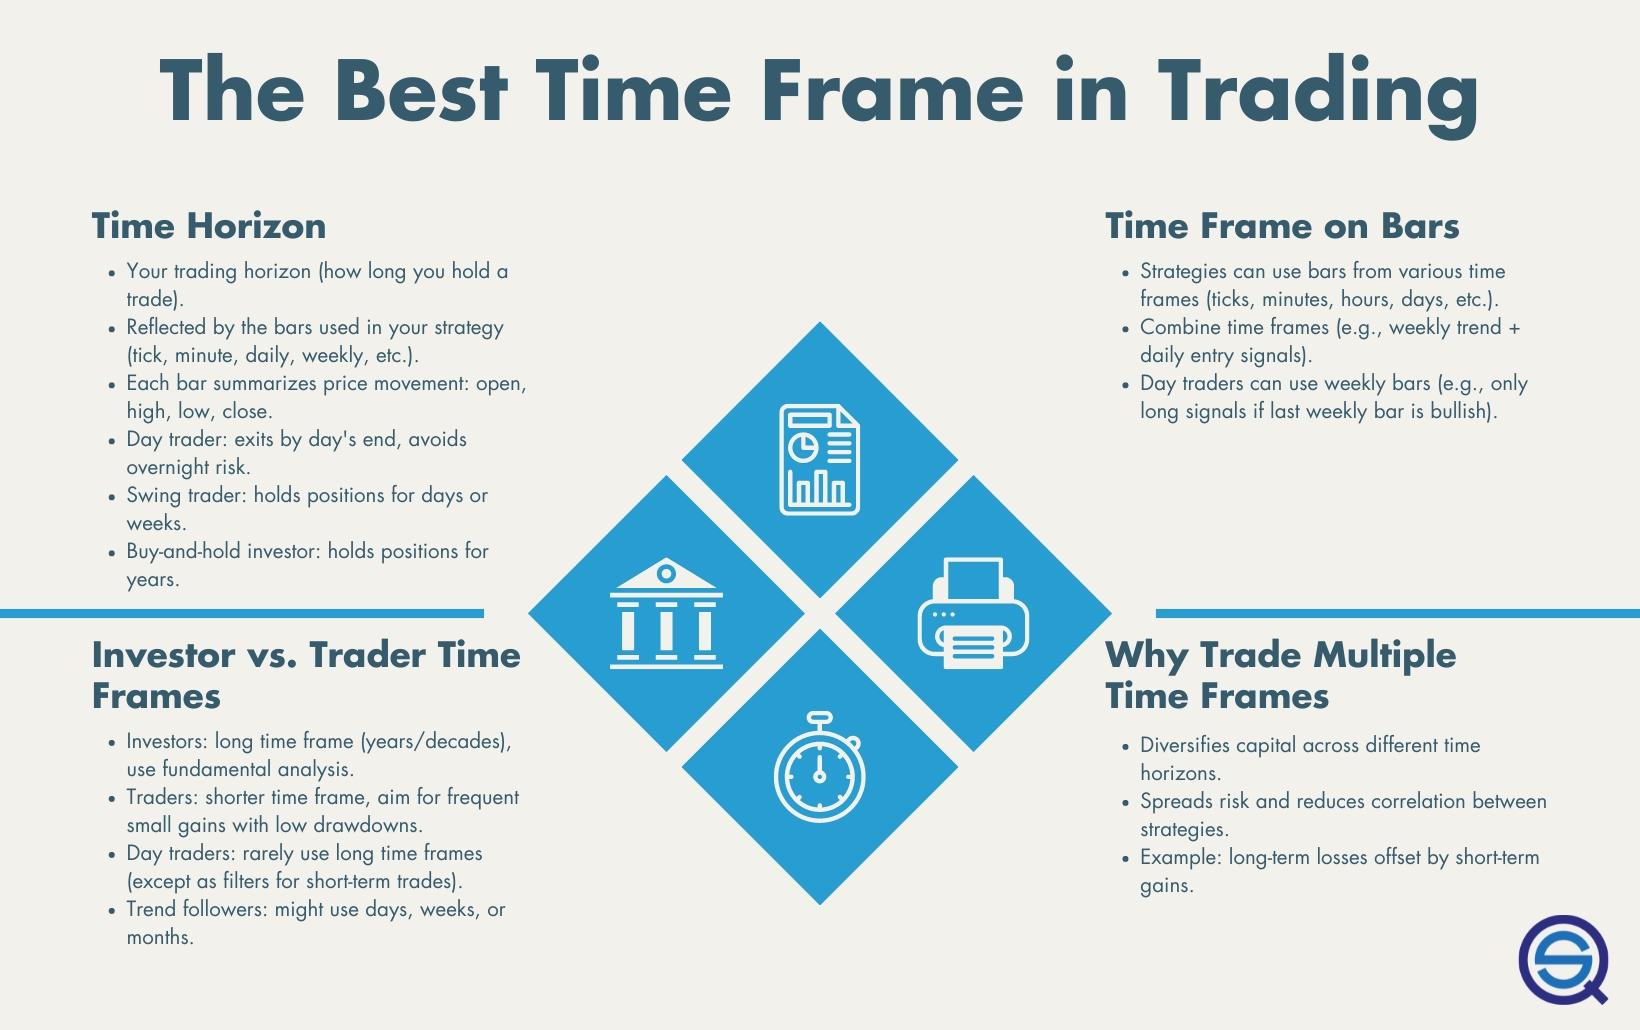 The Best Time Frame in Trading
Time Horizon
• Your trading horizon (how long you hold a
trade).
• Reflected by the bars used in your strategy
(tick, minute, daily, weekly, etc.).
• Each bar summarizes price movement: open,
high, low, close.
• Day trader: exits by day's end, avoids
overnight risk.
• Swing trader: holds positions for days or
weeks.
• Buy-and-hold investor: holds positions for
years.
Time Frame on Bars
• Strategies can use bars from various time
frames (ticks, minutes, hours, days, etc.).
• Combine time frames (e.g., weekly trend +
daily entry signals).
• Day traders can use weekly bars (e.g., only
long signals if last weekly bar is bullish).
Investor vs. Trader Time
Frames
• Investors: long time frame (years/decades),
use fundamental analysis.
• Traders: shorter time frame, aim for frequent
small gains with low drawdowns.
• Day traders: rarely use long time frames
(except as filters for short-term trades).
• Trend followers: might use days, weeks, or
months.
Why Trade Multiple
Time Frames
• Diversifies capital across different time
horizons.
• Spreads risk and reduces correlation between
strategies.
• Example: long-term losses offset by short-term
gains.